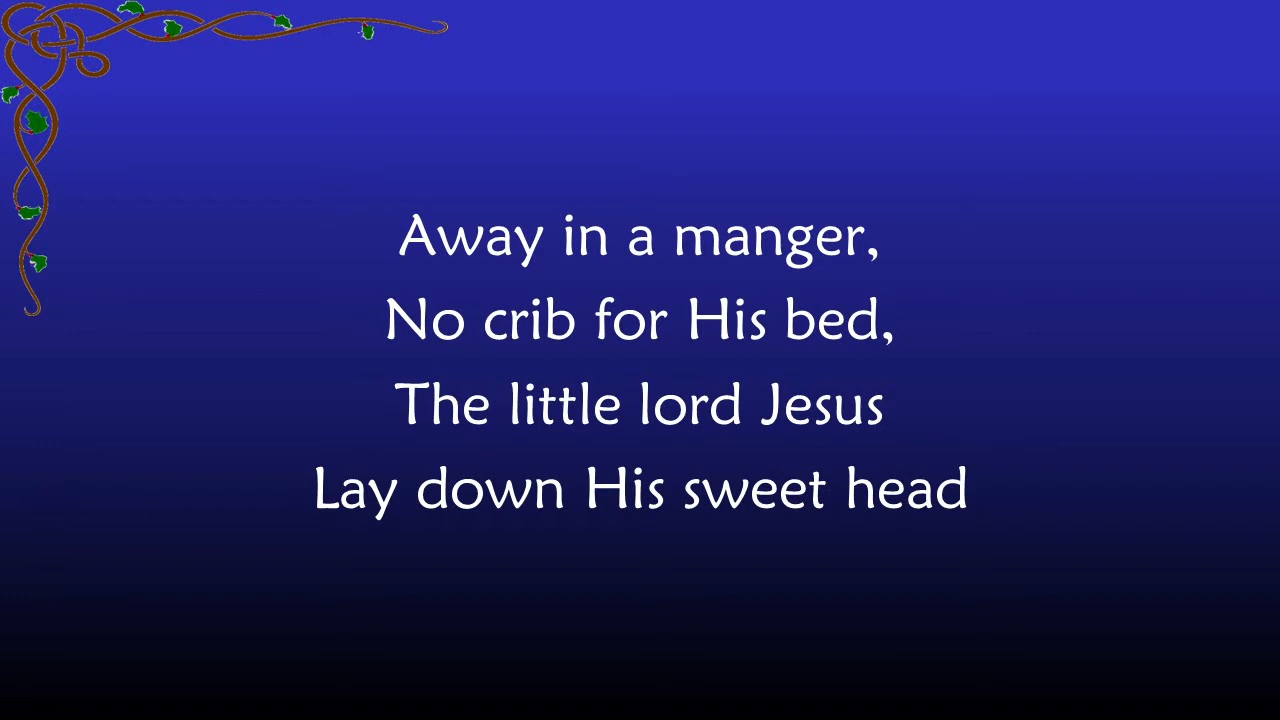 Away in a manger,
No crib for His bed,
The little lord Jesus
Lay down His sweet head